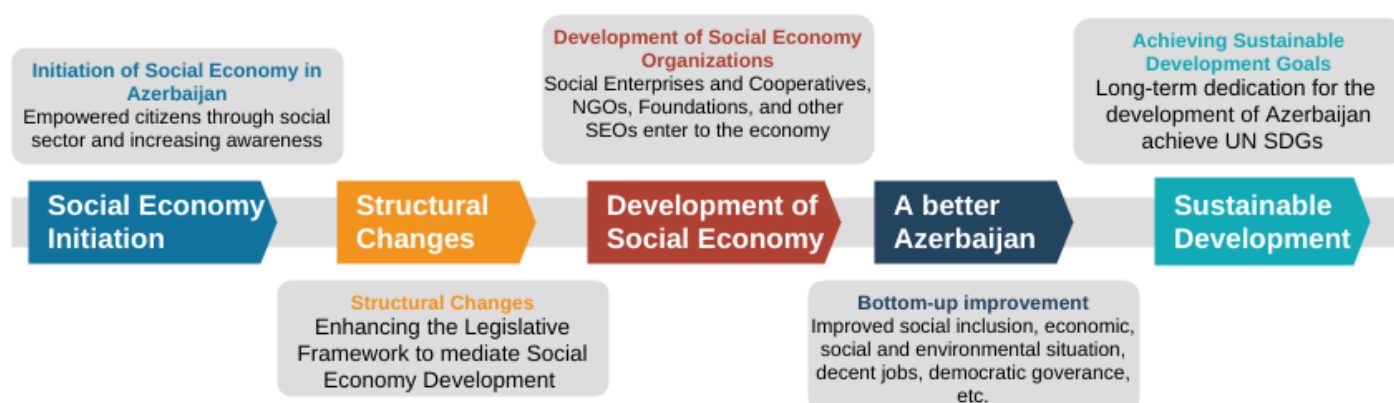 Initiation of Social Economy in
Azerbaijan
Empowered citizens through social
sector and increasing awareness
Development of Social Economy
Organizations
Social Enterprises and Cooperatives,
NGOs, Foundations, and other
SEOs enter to the economy
Achieving Sustainable
Development Goals
Long-term dedication for the
development of Azerbaijan
achieve UN SDGs
Social Economy
Initiation
Structural
Changes
Development of
Social Economy
A better
Azerbaijan
Sustainable
Development
Structural Changes
Enhancing the Legislative
Framework to mediate Social
Economy Development
Bottom-up improvement
Improved social inclusion, economic,
social and environmental situation,
decent jobs, democratic goverance,
etc.